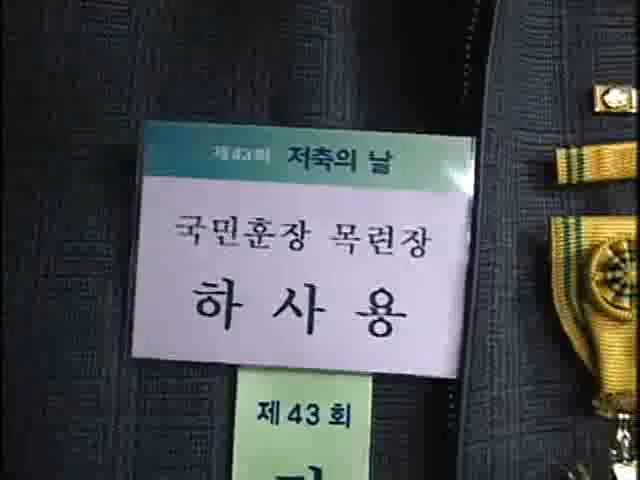 제43회 저축의 날
국민훈장 목련장
하 사 용
제 43 회